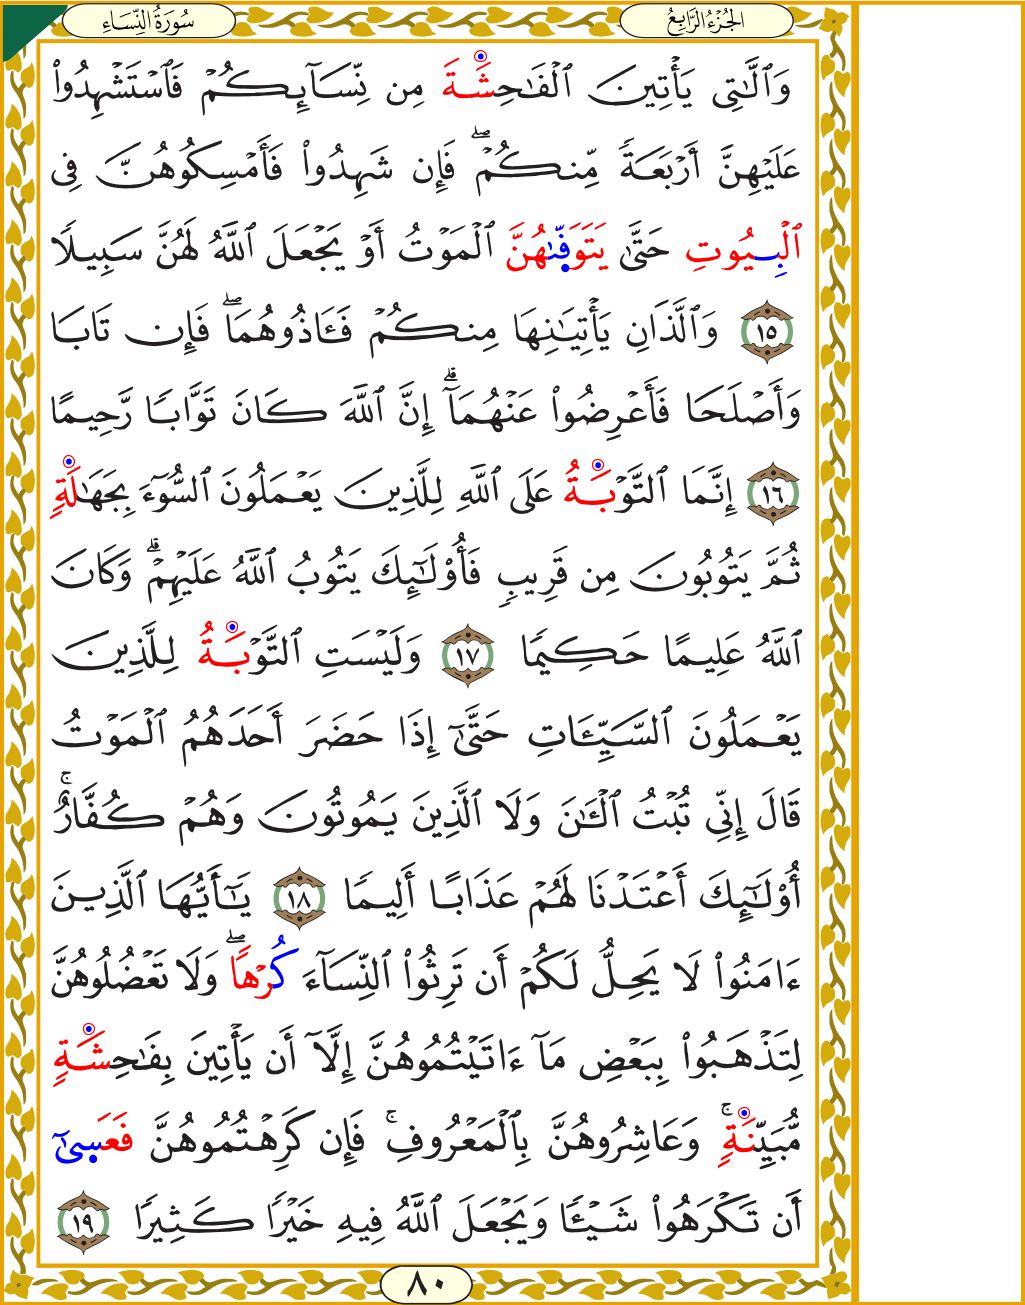 الجُزْءُ الرَّابِعُ
سُورَةُ النِّسَاءِ
وَٱلَّٰتِى يَأۡتِينَ ٱلۡفَٰحِشَةَ مِن نِّسَآئِكُمۡ فَٱسۡتَشۡهِدُواْ
عَلَيۡهِنَّ أَرۡبَعَةٗ مِّنكُمۡۖ فَإِن شَهِدُواْ فَأَمۡسِكُوهُنَّ فِى
ٱلۡبِيُوتِ حَتَّىٰ يَتَوَفَّىٰهُنَّ ٱلۡمَوۡتُ أَوۡ يَجۡعَلَ ٱللَّهُ لَهُنَّ سَبِيلٗا
١٥ وَٱلَّذَانِ يَأۡتِيَٰنِهَا مِنكُمۡ فَـَٔاذُوهُمَاۖ فَإِن تَابَا
وَأَصۡلَحَا فَأَعۡرِضُواْ عَنۡهُمَآۗ إِنَّ ٱللَّهَ كَانَ تَوَّابٗا رَّحِيمًا
١٦ إِنَّمَا ٱلتَّوۡبَةُ عَلَى ٱللَّهِ لِلَّذِينَ يَعۡمَلُونَ ٱلسُّوٓءَ بِجَهَٰلَةٖ
ثُمَّ يَتُوبُونَ مِن قَرِيبٖ فَأُوْلَٰٓئِكَ يَتُوبُ ٱللَّهُ عَلَيۡهِمۡۗ وَكَانَ
ٱللَّهُ عَلِيمًا حَكِيمٗا ١٧ وَلَيۡسَتِ ٱلتَّوۡبَةُ لِلَّذِينَ
يَعۡمَلُونَ ٱلسَّيِّـَٔاتِ حَتَّىٰٓ إِذَا حَضَرَ أَحَدَهُمُ ٱلۡمَوۡتُ
قَالَ إِنِّى تُبۡتُ ٱلۡـَٰٔنَ وَلَا ٱلَّذِينَ يَمُوتُونَ وَهُمۡ كُفَّارٌۚ
أُوْلَٰٓئِكَ أَعۡتَدۡنَا لَهُمۡ عَذَابًا أَلِيمٗا ١٨ يَٰٓأَيُّهَا ٱلَّذِينَ
ءَامَنُواْ لَا يَحِلُّ لَكُمۡ أَن تَرِثُواْ ٱلنِّسَآءَ كُرۡهٗاۖ وَلَا تَعۡضُلُوهُنَّ
لِتَذۡهَبُواْ بِبَعۡضِ مَآ ءَاتَيۡتُمُوهُنَّ إِلَّآ أَن يَأۡتِينَ بِفَٰحِشَةٖ
مُّبَيِّنَةٖۚ وَعَاشِرُوهُنَّ بِٱلۡمَعۡرُوفِۚ فَإِن كَرِهۡتُمُوهُنَّ فَعَسَىٰٓ
أَن تَكۡرَهُواْ شَيۡـٔٗا وَيَجۡعَلَ ٱللَّهُ فِيهِ خَيۡرٗا كَثِيرٗا ١٩
٨٠